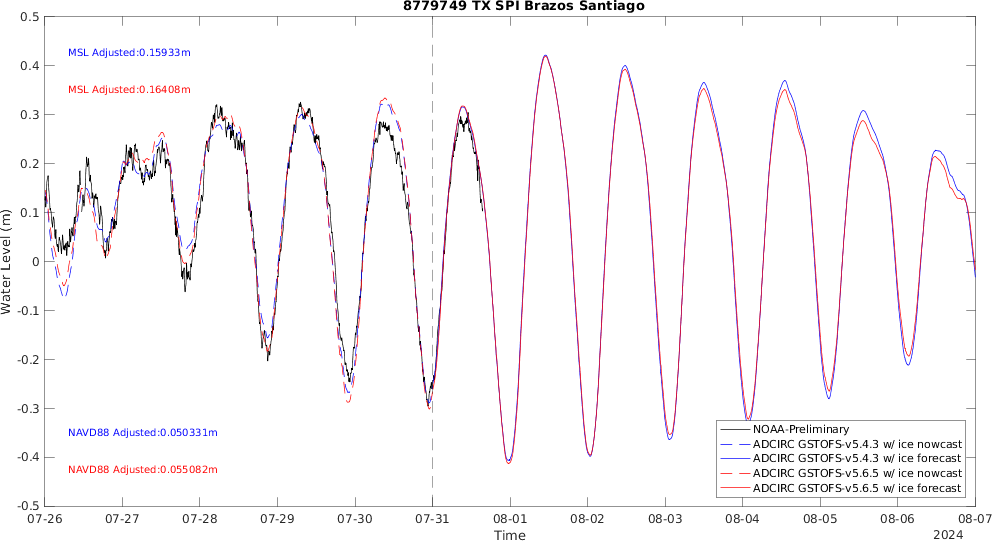 8779749 TX SPI Brazos Santiago
0.5
0.4
0.3
0.2
0.1
0
-0.1
-0.2
-0.3
-0.4
-0.5
Water Level (m)
MSL Adjusted:0.15933m
MSL Adjusted:0.16408m
NAVD88 Adjusted:0.050331m
NAVD88 Adjusted:0.055082m
NOAA-Preliminary
ADCIRC GSTOFS-v5.4.3 w/ ice nowcast
ADCIRC GSTOFS-v5.4.3 w/ ice forecast
ADCIRC GSTOFS-v5.6.5 w/ ice nowcast
ADCIRC GSTOFS-v5.6.5 w/ ice forecast
07-26 07-27 07-28 07-29 07-30 07-31 08-01 08-02 08-03 08-04 08-05 08-06 08-07
Time
2024